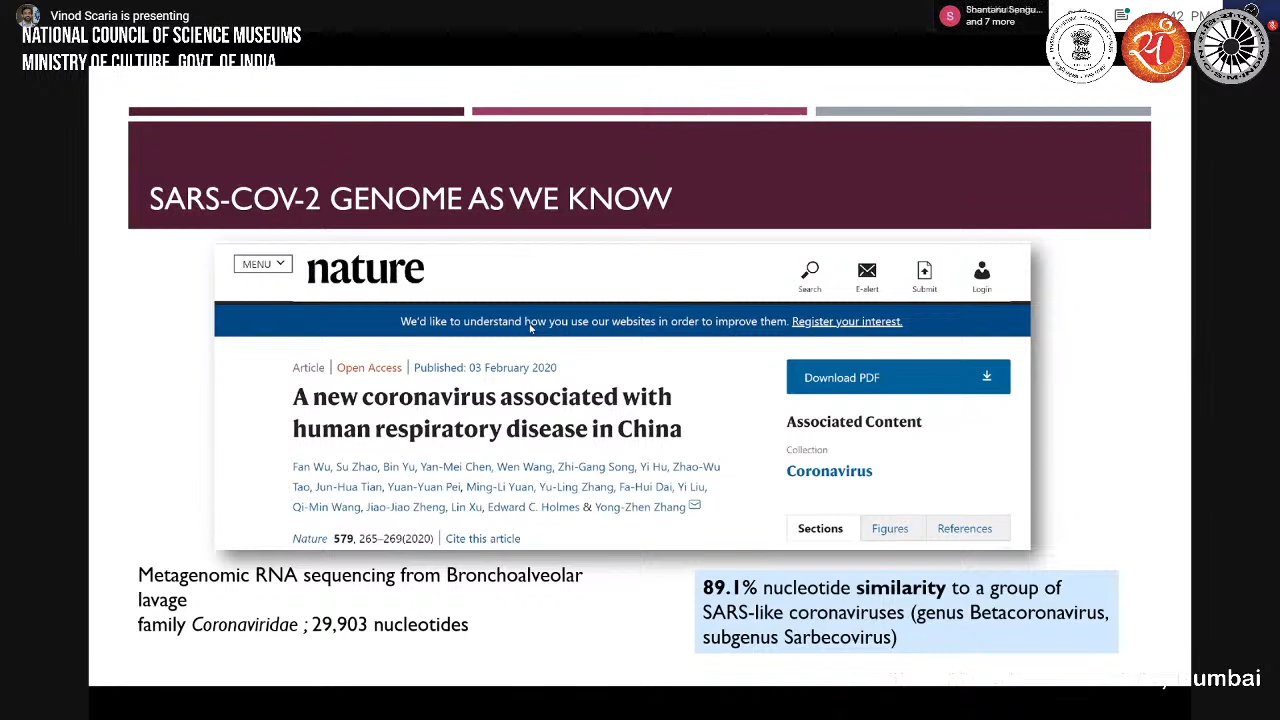 Vinod Scaria is presenting
NATIONAL COUNCIL OF SCIENCE MUSEUMS
MINISTRY OF CULTURE, GOVT. OF INDIA
S
and 7 more
42 PM
SARS-COV-2 GENOME AS WE KNOW
MENU
nature
Search
E-alert
Submit
Login
We'd like to understand how you use our websites in order to improve them. Register your interest.
Article | Open Access | Published: 03 February 2020
A new coronavirus associated with
human respiratory disease in China
Fan Wu, Su Zhao, Bin Yu, Yan-Mei Chen, Wen Wang, Zhi-Gang Song, Yi Hu, Zhao-Wu
Tao, Jun-Hua Tian, Yuan-Yuan Pei, Ming-Li Yuan, Yu-Ling Zhang, Fa-Hui Dai, Yi Liu,
Qi-Min Wang, Jiao-Jiao Zheng, Lin Xu, Edward C. Holmes & Yong-Zhen Zhang
Nature 579, 265–269(2020) | Cite this article
Download PDF
Associated Content
Collection
Coronavirus
Sections
Figures
References
Metagenomic RNA sequencing from Bronchoalveolar
lavage
family Coronaviridae ; 29,903 nucleotides
89.1% nucleotide similarity to a group of
SARS-like coronaviruses (genus Betacoronavirus,
subgenus Sarbecovirus)
Mumbai